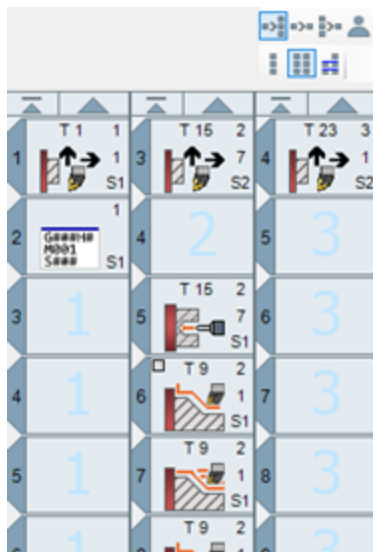 T 1 1
1 1
S1
T 15 2
3 7
S2
T 23 3
4 1
S2
1
2 G###M#
M001
S###
S1
4 2
5 3
3 1
T 15 2
5 7
S1
6 3
4 1
T 9 2
6 1
S1
7 3
5 1
T 9 2
7 1
S1
8 3
1
T 9 2
3